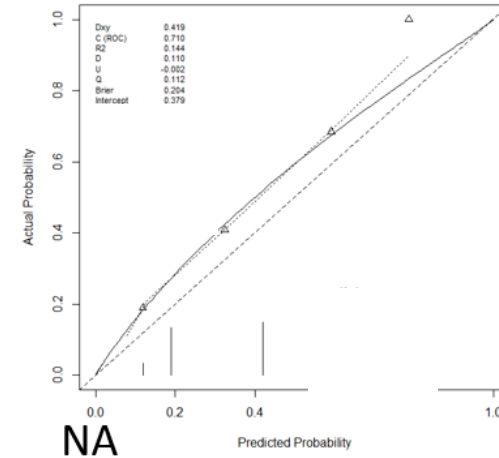 Dxy 0.419
C (ROC) 0.710
R2 0.144
D 0.110
U -0.002
Q 0.112
Brier 0.204
Intercept 0.379
Actual Probability
1.0
0.8
0.6
0.4
0.2
0.0
0.0 0.2 0.4 1.0
NA
Predicted Probability